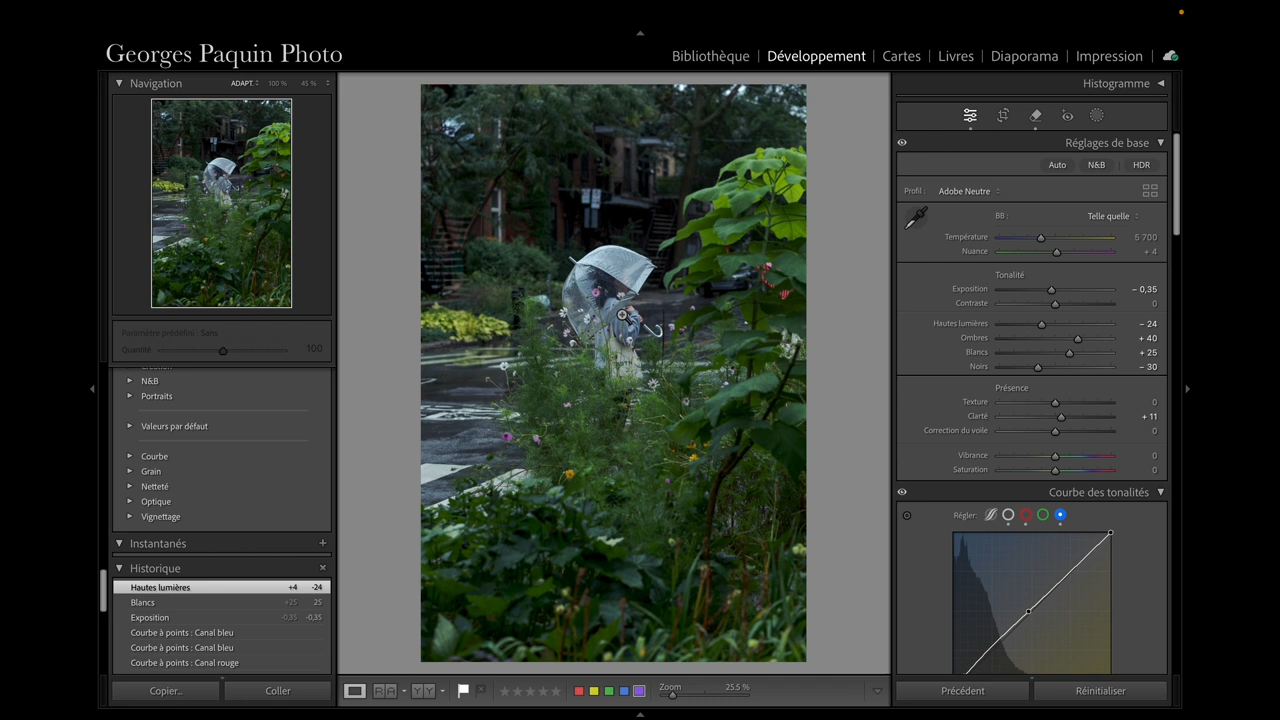 Georges Paquin Photo
Bibliothèque | Développement | Cartes | Livres | Diaporama | Impression |
Navigation ADAPT. 100 % 45 %
Histogramme
Réglages de base
Auto N&B HDR
Profil : Adobe Neutre
BB : Telle quelle
Température 5 700
Nuance + 4
Tonalité
Exposition – 0,35
Contraste 0
Hautes lumières – 24
Ombres + 40
Blancs + 25
Noirs – 30
Présence
Texture 0
Clarté + 11
Correction du voile 0
Vibrance 0
Saturation 0
Courbe des tonalités
Régler :
Paramètre prédéfini : Sans
Quantité 100
N&B
Portraits
Valeurs par défaut
Courbe
Grain
Netteté
Optique
Vignettage
Instantanés
Historique
Hautes lumières +4 -24
Blancs +25 25
Exposition -0,35 -0,35
Courbe à points : Canal bleu
Courbe à points : Canal bleu
Courbe à points : Canal rouge
Copier... Coller
R A Y Y Zoom 25.5 %
Précédent Réinitialiser